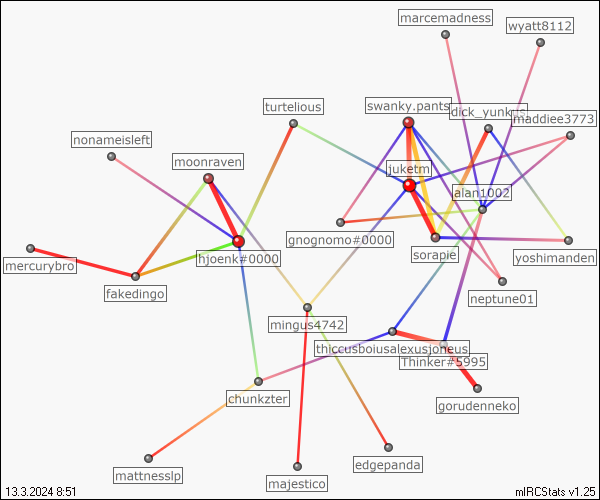 marcemadness
wyatt8112
turtelious
swanky.pants
maddiee3773
nonameisleft
moonraven
juketm
alan1002
gnognomo#0000
sorapie
yoshimanden
mercurybro
hjoenk#0000
fakedingo
neptune01
mingus4742
thiccusboiusalexusjoneus
Thinker#5995
chunkzter
gorudenneko
mattnesslp
majestico
edgepanda
13.3.2024 8:51
mIRCStats v1.25